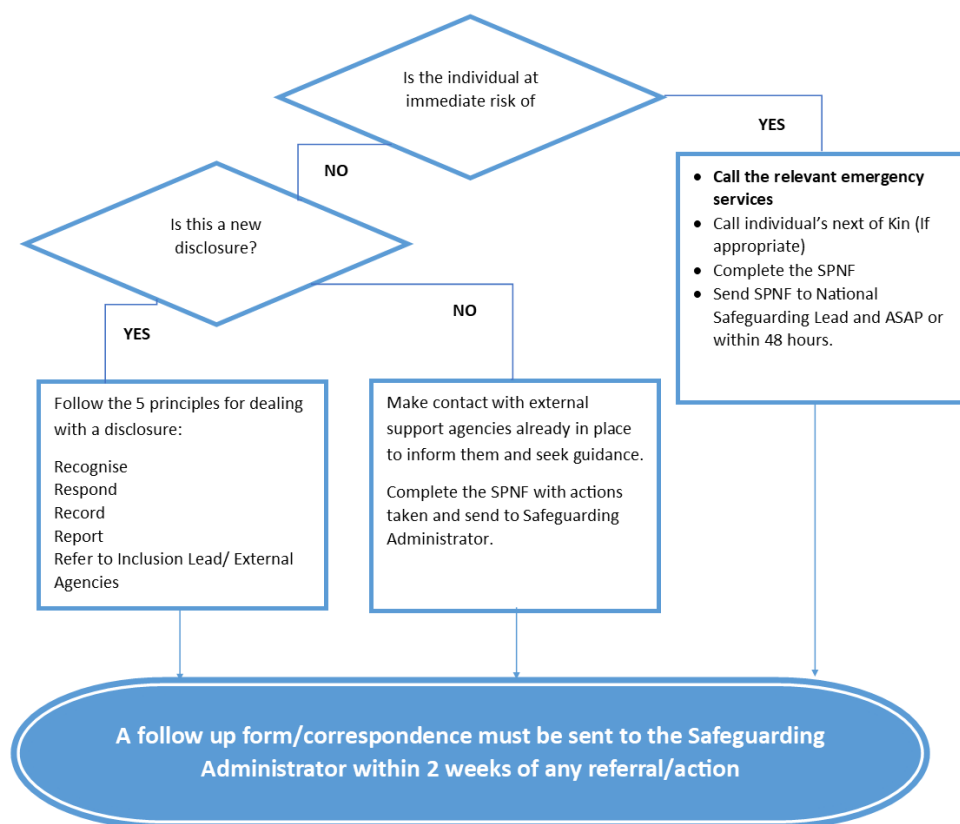 Is the individual at
immediate risk of
YES
NO
Is this a new
disclosure?
YES
NO
• Call the relevant emergency
services
• Call individual's next of Kin (If
appropriate)
• Complete the SPNF
• Send SPNF to National
Safeguarding Lead and ASAP or
within 48 hours.
Follow the 5 principles for dealing
with a disclosure:
Recognise
Respond
Record
Report
Refer to Inclusion Lead/ External
Agencies
Make contact with external
support agencies already in place
to inform them and seek guidance.
Complete the SPNF with actions
taken and send to Safeguarding
Administrator.
A follow up form/correspondence must be sent to the Safeguarding
Administrator within 2 weeks of any referral/action